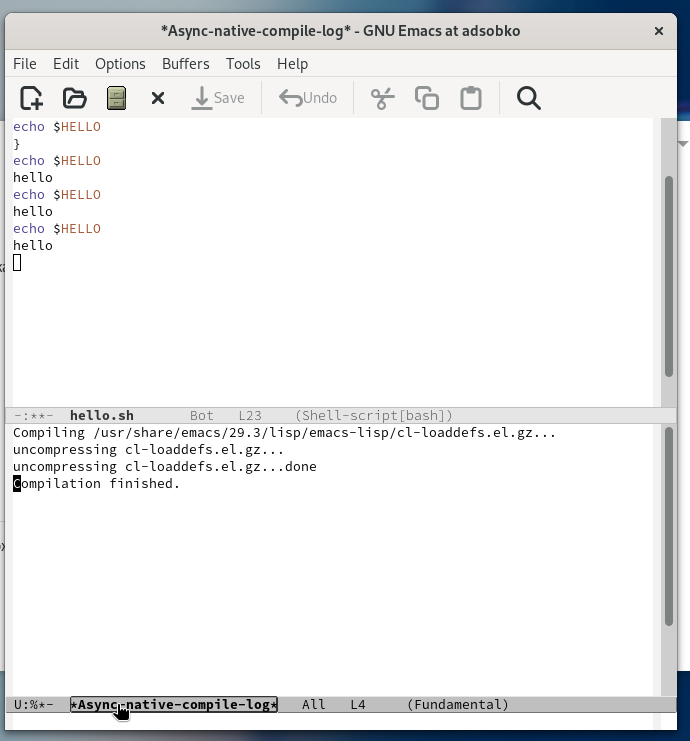 *Async-native-compile-log* - GNU Emacs at adsobko
File Edit Options Buffers Tools Help
Save Undo
echo $HELLO
}
echo $HELLO
hello
echo $HELLO
hello
echo $HELLO
hello
-:**- hello.sh Bot L23 (Shell-script[bash])
Compiling /usr/share/emacs/29.3/lisp/emacs-lisp/cl-loaddefs.el.gz...
uncompressing cl-loaddefs.el.gz...
uncompressing cl-loaddefs.el.gz...done
Compilation finished.
U:%*- *Async-native-compile-log* All L4 (Fundamental)